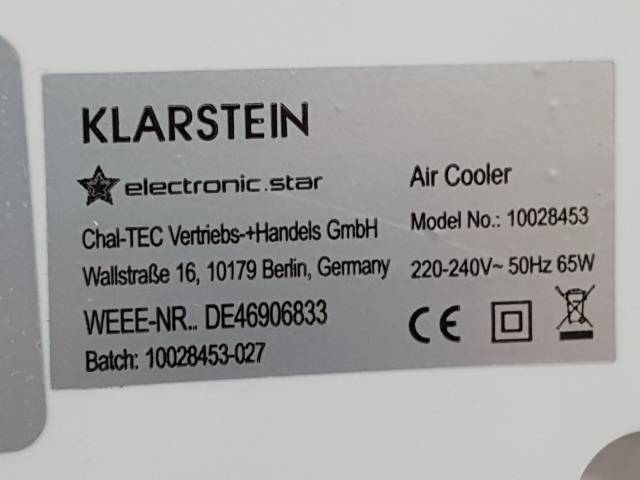 KLARSTEIN
electronic.star
Chal-TEC Vertriebs-+Handels GmbH
Wallstraße 16, 10179 Berlin, Germany
WEEE-NR.. DE46906833
Batch: 10028453-027
Air Cooler
Model No.: 10028453
220-240V~ 50Hz 65W
CE